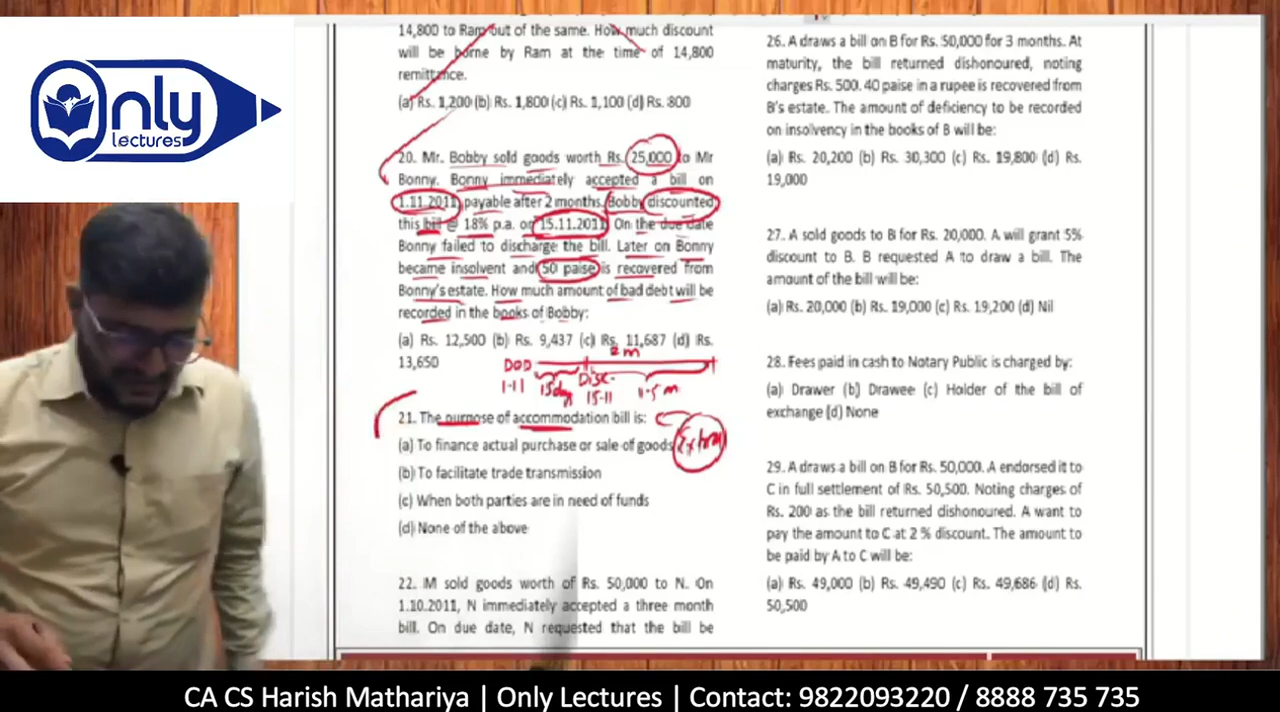 Only
Lectures
14,800 to Ram out of the same. How much discount
will be borne by Ram at the time of 14,800
remittance.
(a) Rs. 1,200 (b) Rs. 1,800 (c) Rs. 1,100 (d) Rs. 800
20. Mr. Bobby sold goods worth Rs. 25,000 to Mr
Bonny. Bonny immediately accepted a bill on
1.11.2011, payable after 2 months. Bobby discounted
this bill @ 18% p.a. on 15.11.2011. On the due date
Bonny failed to discharge the bill. Later on Bonny
became insolvent and 50 paise is recovered from
Bonny's estate. How much amount of bad debt will be
recorded in the books of Bobby:
(a) Rs. 12,500 (b) Rs. 9,437 (c) Rs. 11,687 (d) Rs.
13,650
2 m
DOD
1-11
15 day
Disc.
15-11
1.5 m
21. The purpose of accommodation bill is:
(a) To finance actual purchase or sale of goods
(b) To facilitate trade transmission
(c) When both parties are in need of funds
(d) None of the above
22. M sold goods worth of Rs. 50,000 to N. On
1.10.2011, N immediately accepted a three month
bill. On due date, N requested that the bill be
26. A draws a bill on B for Rs. 50,000 for 3 months. At
maturity, the bill returned dishonoured, noting
charges Rs. 500. 40 paise in a rupee is recovered from
B's estate. The amount of deficiency to be recorded
on insolvency in the books of B will be:
(a) Rs. 20,200 (b) Rs. 30,300 (c) Rs. 19,800 (d) Rs.
19,000
27. A sold goods to B for Rs. 20,000. A will grant 5%
discount to B. B requested A to draw a bill. The
amount of the bill will be:
(a) Rs. 20,000 (b) Rs. 19,000 (c) Rs. 19,200 (d) Nil
28. Fees paid in cash to Notary Public is charged by:
(a) Drawer (b) Drawee (c) Holder of the bill of
exchange (d) None
29. A draws a bill on B for Rs. 50,000. A endorsed it to
C in full settlement of Rs. 50,500. Noting charges of
Rs. 200 as the bill returned dishonoured. A want to
pay the amount to C at 2 % discount. The amount to
be paid by A to C will be:
(a) Rs. 49,000 (b) Rs. 49,490 (c) Rs. 49,686 (d) Rs.
50,500
CA CS Harish Mathariya | Only Lectures | Contact: 9822093220 / 8888 735 735